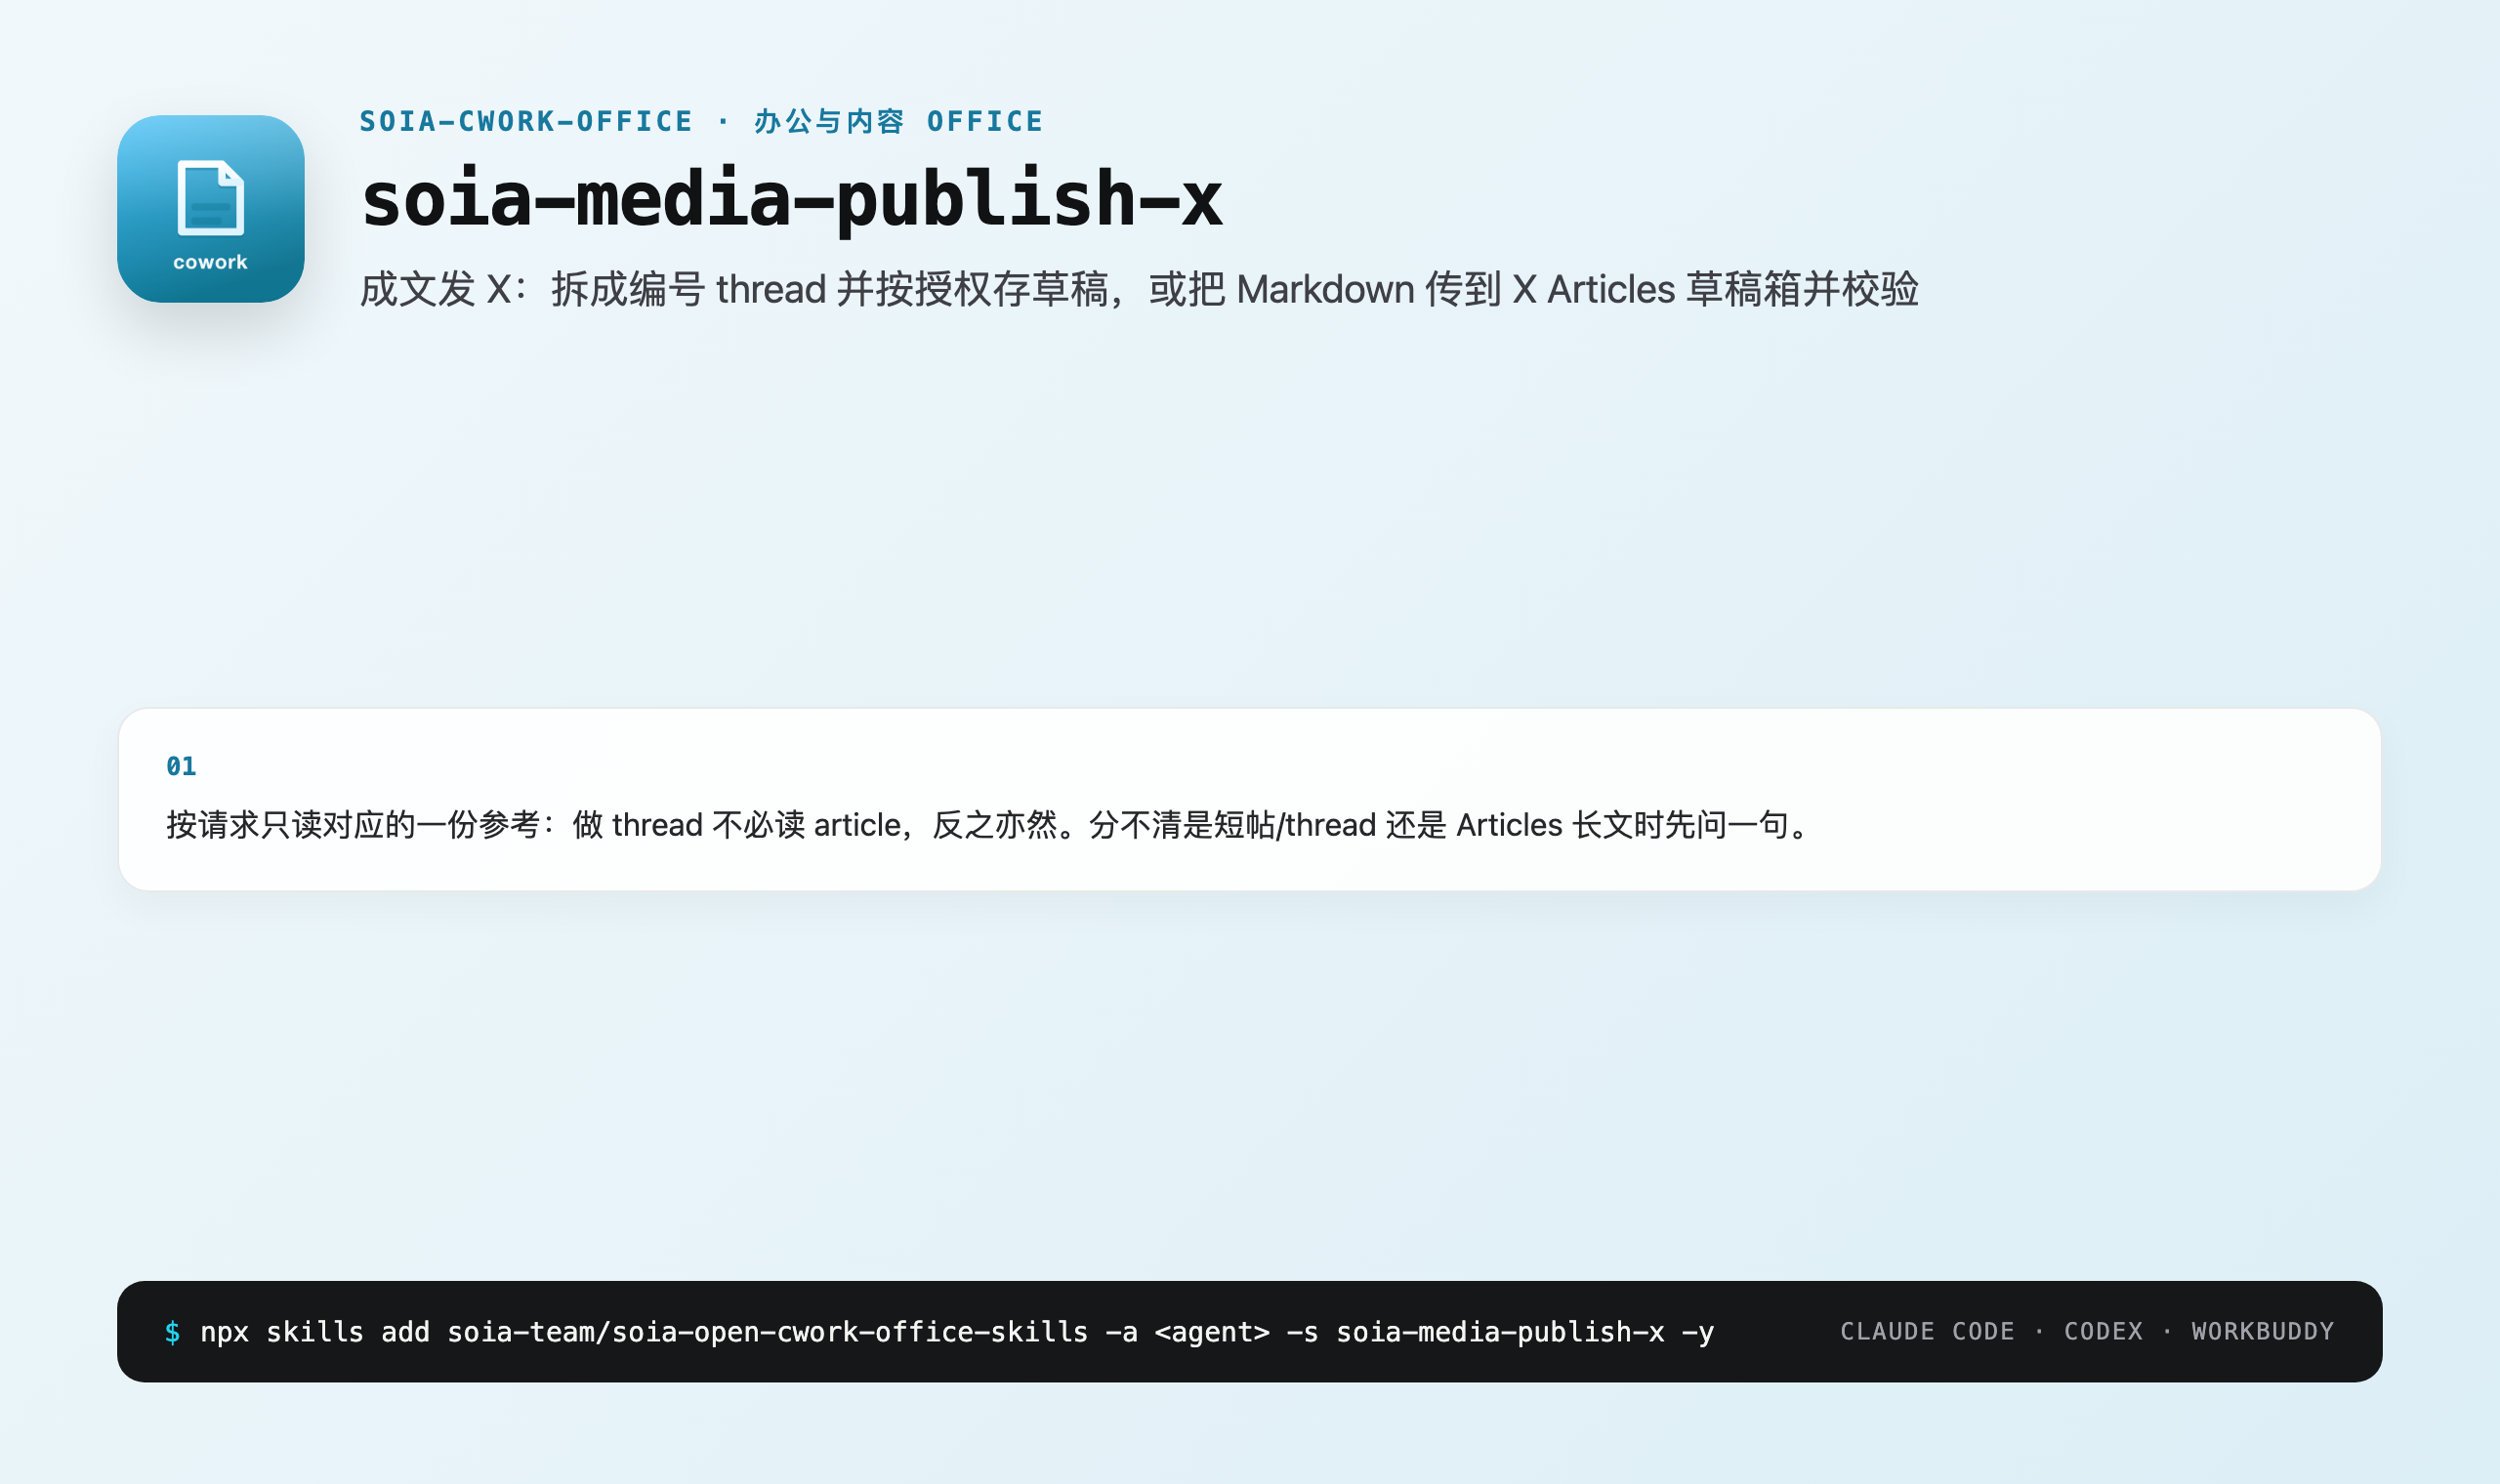 SOIA-CWORK-OFFICE · 办公与内容 OFFICE
soia-media-publish-x
cowork
成文发 X：拆成编号 thread 并按授权存草稿，或把 Markdown 传到 X Articles 草稿箱并校验
01
按请求只读对应的一份参考：做 thread 不必读 article，反之亦然。分不清是短帖/thread 还是 Articles 长文时先问一句。
$ npx skills add soia-team/soia-open-cwork-office-skills -a <agent> -s soia-media-publish-x -y
CLAUDE CODE · CODEX · WORKBUDDY